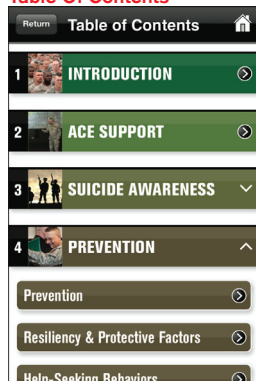 Table Of Contents
Return Table of Contents
1 INTRODUCTION
2 ACE SUPPORT
3 SUICIDE AWARENESS
4 PREVENTION
Prevention
Resiliency & Protective Factors
Help-Seeking Behaviors